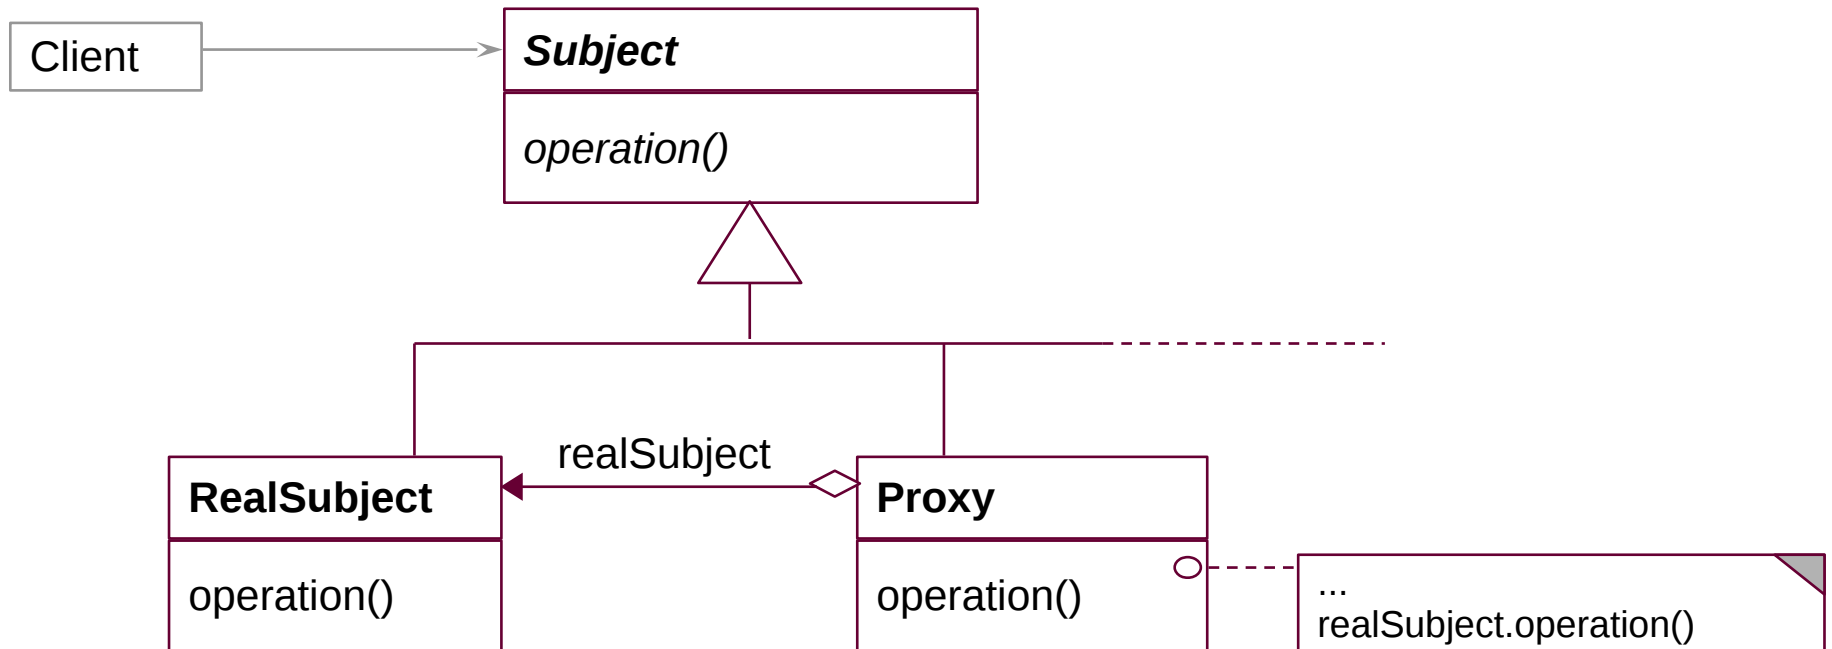 Client
Subject
operation()
realSubject
RealSubject
Proxy
operation()
operation()
...
realSubject.operation()